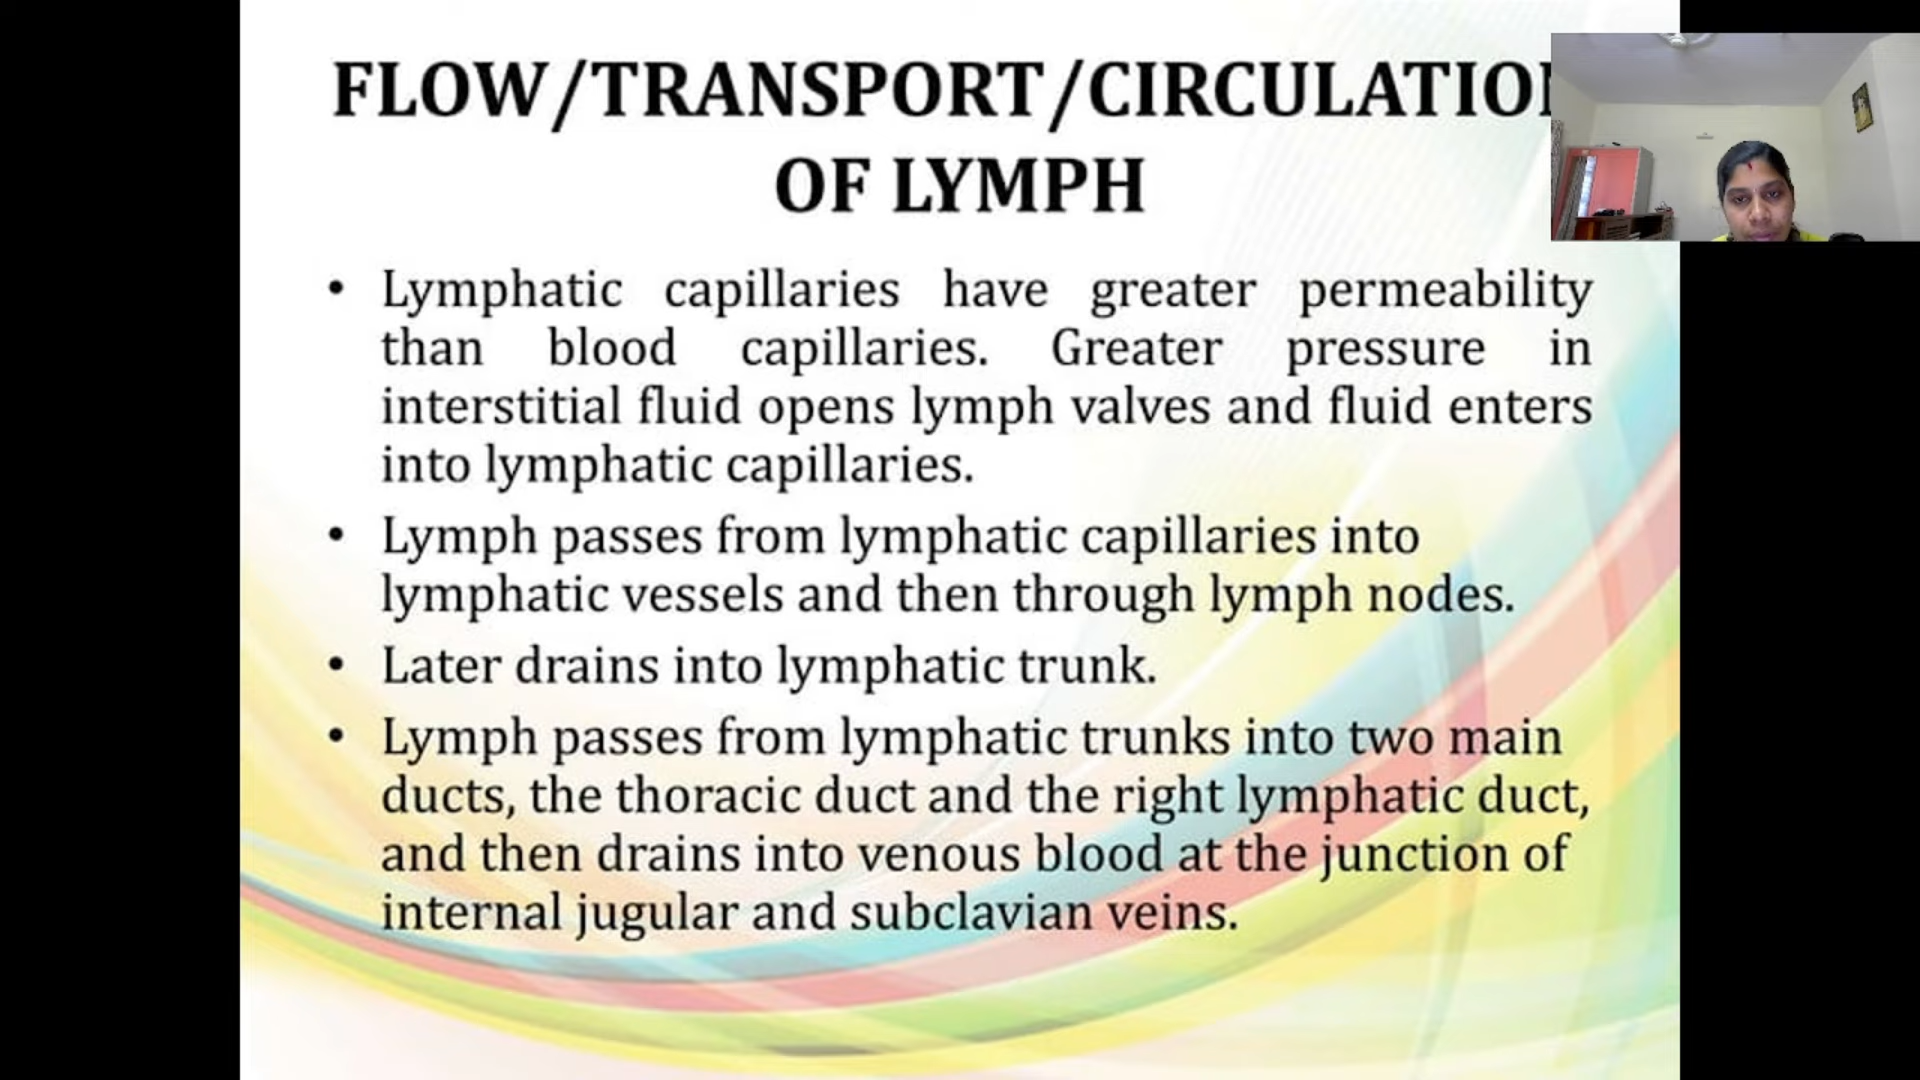 FLOW/TRANSPORT/CIRCULATION
OF LYMPH
• Lymphatic capillaries have greater permeability
than blood capillaries. Greater pressure in
interstitial fluid opens lymph valves and fluid enters
into lymphatic capillaries.
• Lymph passes from lymphatic capillaries into
lymphatic vessels and then through lymph nodes.
• Later drains into lymphatic trunk.
• Lymph passes from lymphatic trunks into two main
ducts, the thoracic duct and the right lymphatic duct,
and then drains into venous blood at the junction of
internal jugular and subclavian veins.